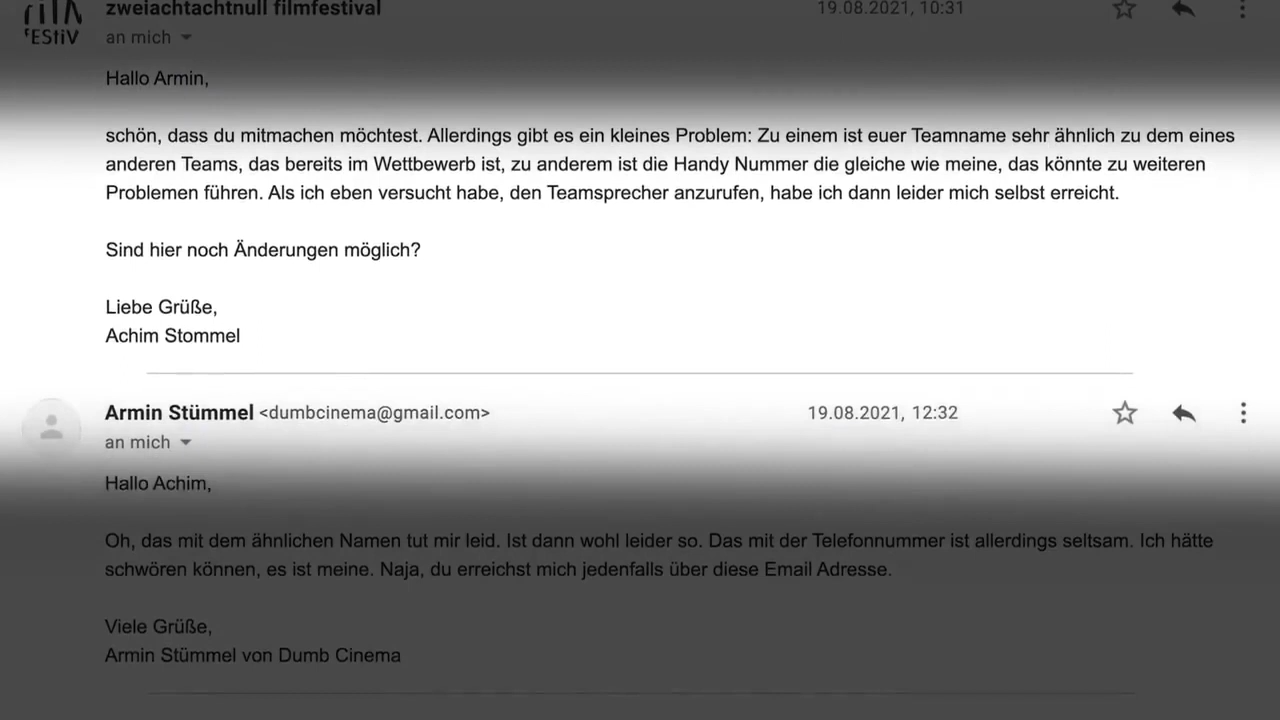 zweiachtachtnull filmfestival
19.08.2021, 10:31
FILM
FEStiV
an mich
Hallo Armin,
schön, dass du mitmachen möchtest. Allerdings gibt es ein kleines Problem: Zu einem ist euer Teamname sehr ähnlich zu dem eines
anderen Teams, das bereits im Wettbewerb ist, zu anderem ist die Handy Nummer die gleiche wie meine, das könnte zu weiteren
Problemen führen. Als ich eben versucht habe, den Teamsprecher anzurufen, habe ich dann leider mich selbst erreicht.
Sind hier noch Änderungen möglich?
Liebe Grüße,
Achim Stommel
Armin Stümmel <dumbcinema@gmail.com> 19.08.2021, 12:32
an mich
Hallo Achim,
Oh, das mit dem ähnlichen Namen tut mir leid. Ist dann wohl leider so. Das mit der Telefonnummer ist allerdings seltsam. Ich hätte
schwören können, es ist meine. Naja, du erreichst mich jedenfalls über diese Email Adresse.
Viele Grüße,
Armin Stümmel von Dumb Cinema